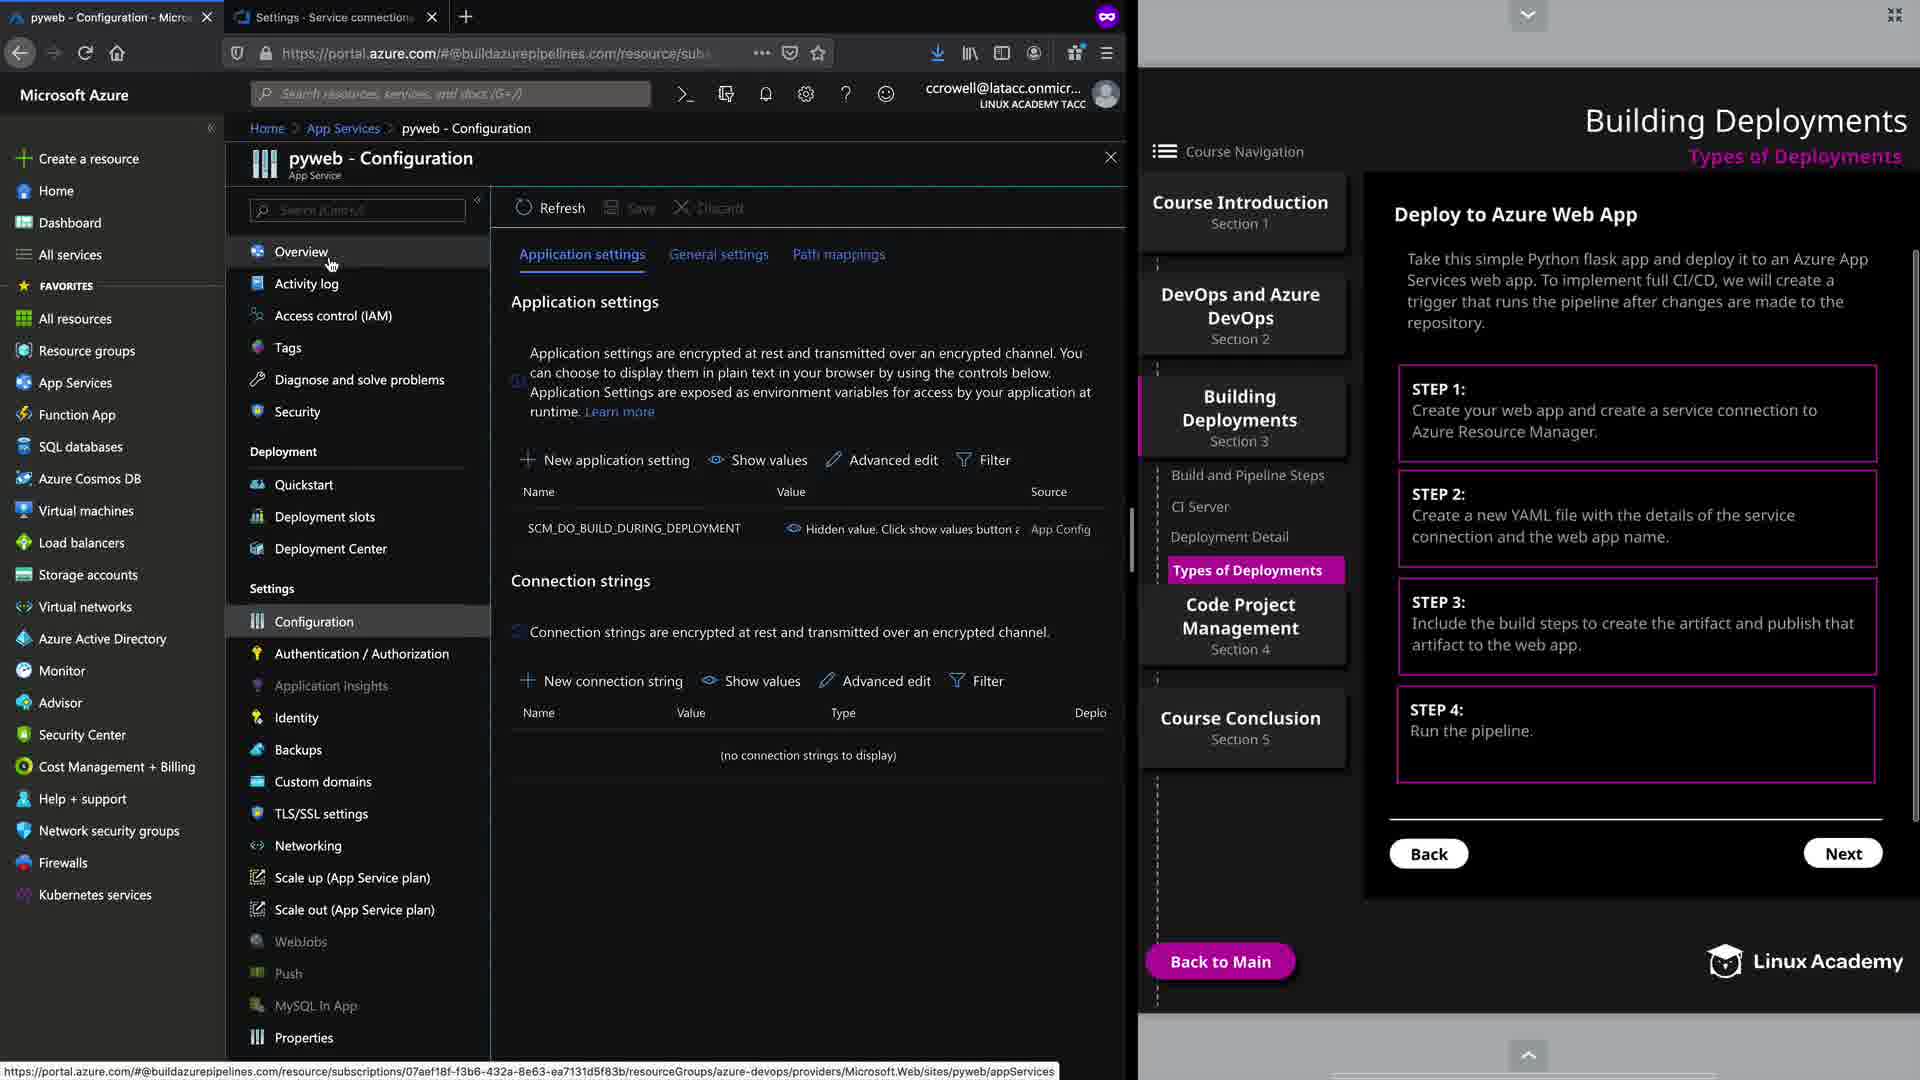 pyweb - Configuration - Micros
Settings · Service connections
https://portal.azure.com/#@buildazurepipelines.com/resource/subs
Microsoft Azure
Search resources, services, and docs (G+/)
ccrowell@latacc.onmicr...
LINUX ACADEMY TACC
Home
App Services
pyweb - Configuration
pyweb - Configuration
App Service
Create a resource
Home
Dashboard
All services
FAVORITES
All resources
Resource groups
App Services
Function App
SQL databases
Azure Cosmos DB
Virtual machines
Load balancers
Storage accounts
Virtual networks
Azure Active Directory
Monitor
Advisor
Security Center
Cost Management + Billing
Help + support
Network security groups
Firewalls
Kubernetes services
Search (Cmd+/)
Overview
Activity log
Access control (IAM)
Tags
Diagnose and solve problems
Security
Deployment
Quickstart
Deployment slots
Deployment Center
Settings
Configuration
Authentication / Authorization
Application Insights
Identity
Backups
Custom domains
TLS/SSL settings
Networking
Scale up (App Service plan)
Scale out (App Service plan)
WebJobs
Push
MySQL In App
Properties
Refresh Save Discard
Application settings General settings Path mappings
Application settings
Application settings are encrypted at rest and transmitted over an encrypted channel. You
can choose to display them in plain text in your browser by using the controls below.
Application Settings are exposed as environment variables for access by your application at
runtime. Learn more
New application setting Show values Advanced edit Filter
Name Value Source
SCM_DO_BUILD_DURING_DEPLOYMENT Hidden value. Click show values button a App Config
Connection strings
Connection strings are encrypted at rest and transmitted over an encrypted channel.
New connection string Show values Advanced edit Filter
Name Value Type Deplo
(no connection strings to display)
https://portal.azure.com/#@buildazurepipelines.com/resource/subscriptions/07aef18f-f3b6-432a-8e63-ea7131d5f83b/resourceGroups/azure-devops/providers/Microsoft.Web/sites/pyweb/appServices
Building Deployments
Types of Deployments
Course Navigation
Course Introduction
Section 1
DevOps and Azure
DevOps
Section 2
Building
Deployments
Section 3
Build and Pipeline Steps
CI Server
Deployment Detail
Types of Deployments
Code Project
Management
Section 4
Course Conclusion
Section 5
Back to Main
Deploy to Azure Web App
Take this simple Python flask app and deploy it to an Azure App
Services web app. To implement full CI/CD, we will create a
trigger that runs the pipeline after changes are made to the
repository.
STEP 1:
Create your web app and create a service connection to
Azure Resource Manager.
STEP 2:
Create a new YAML file with the details of the service
connection and the web app name.
STEP 3:
Include the build steps to create the artifact and publish that
artifact to the web app.
STEP 4:
Run the pipeline.
Back
Next
Linux Academy